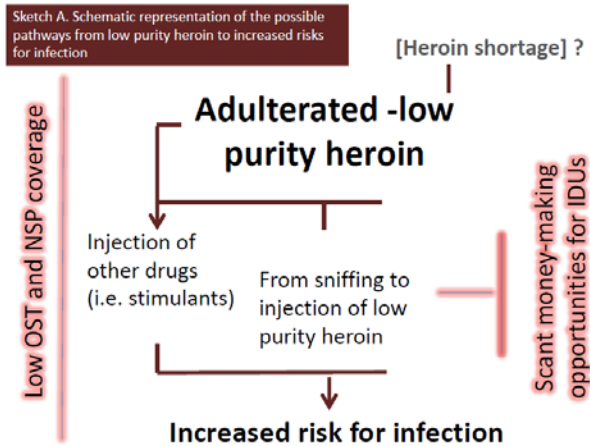 Sketch A. Schematic representation of the possible
pathways from low purity heroin to increased risks
for infection
[Heroin shortage] ?
Adulterated -low
purity heroin
Low OST and NSP coverage
Injection of
other drugs
(i.e. stimulants)
From sniffing to
injection of low
purity heroin
Scant money-making
opportunities for IDUs
Increased risk for infection